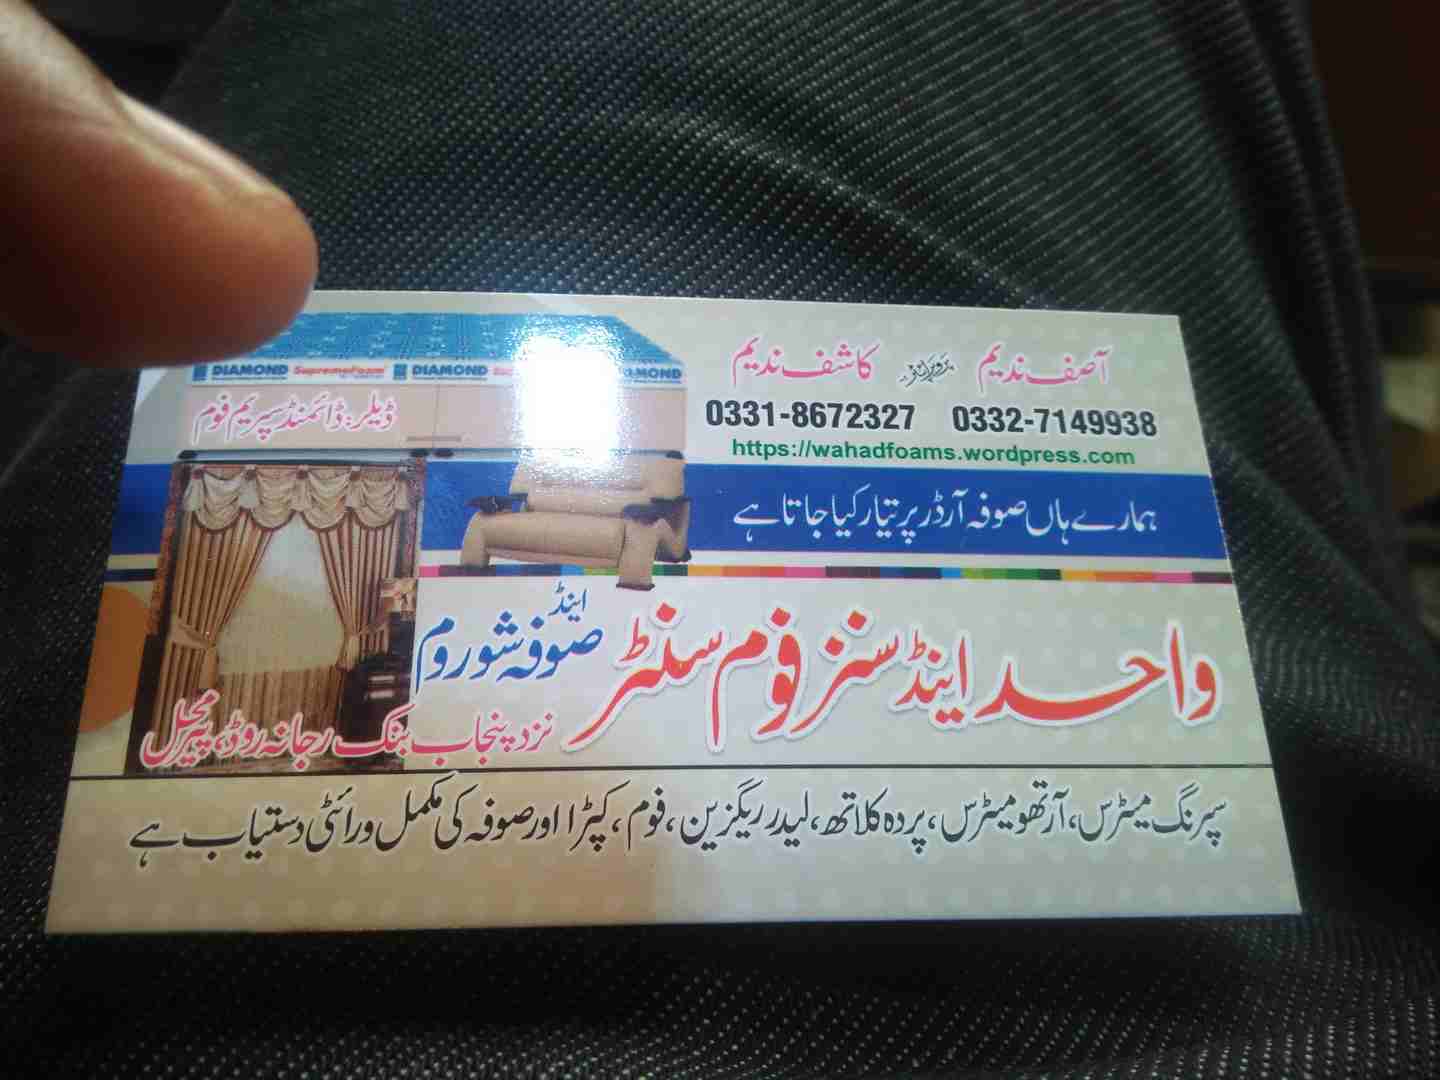 آصف ندیم پروپرائٹرز کاشف ندیم
0331-8672327 0332-7149938
https://wahadfoams.wordpress.com
DIAMOND SupremeFoam DIAMOND
ڈیلر: ڈائمنڈ سپریم فوم
ہمارے ہاں صوفہ آرڈر پر تیار کیا جاتا ہے
واحد اینڈ سنز فوم سنٹر
اینڈ
صوفہ شوروم
نزد پنجاب بنک رجانہ روڈ، پیرمحل
سپرنگ میٹرس، آرتھو میٹرس، پردہ کلاتھ، لیدر ریگزین، فوم، کپڑا اور صوفہ کی مکمل ورائٹی دستیاب ہے